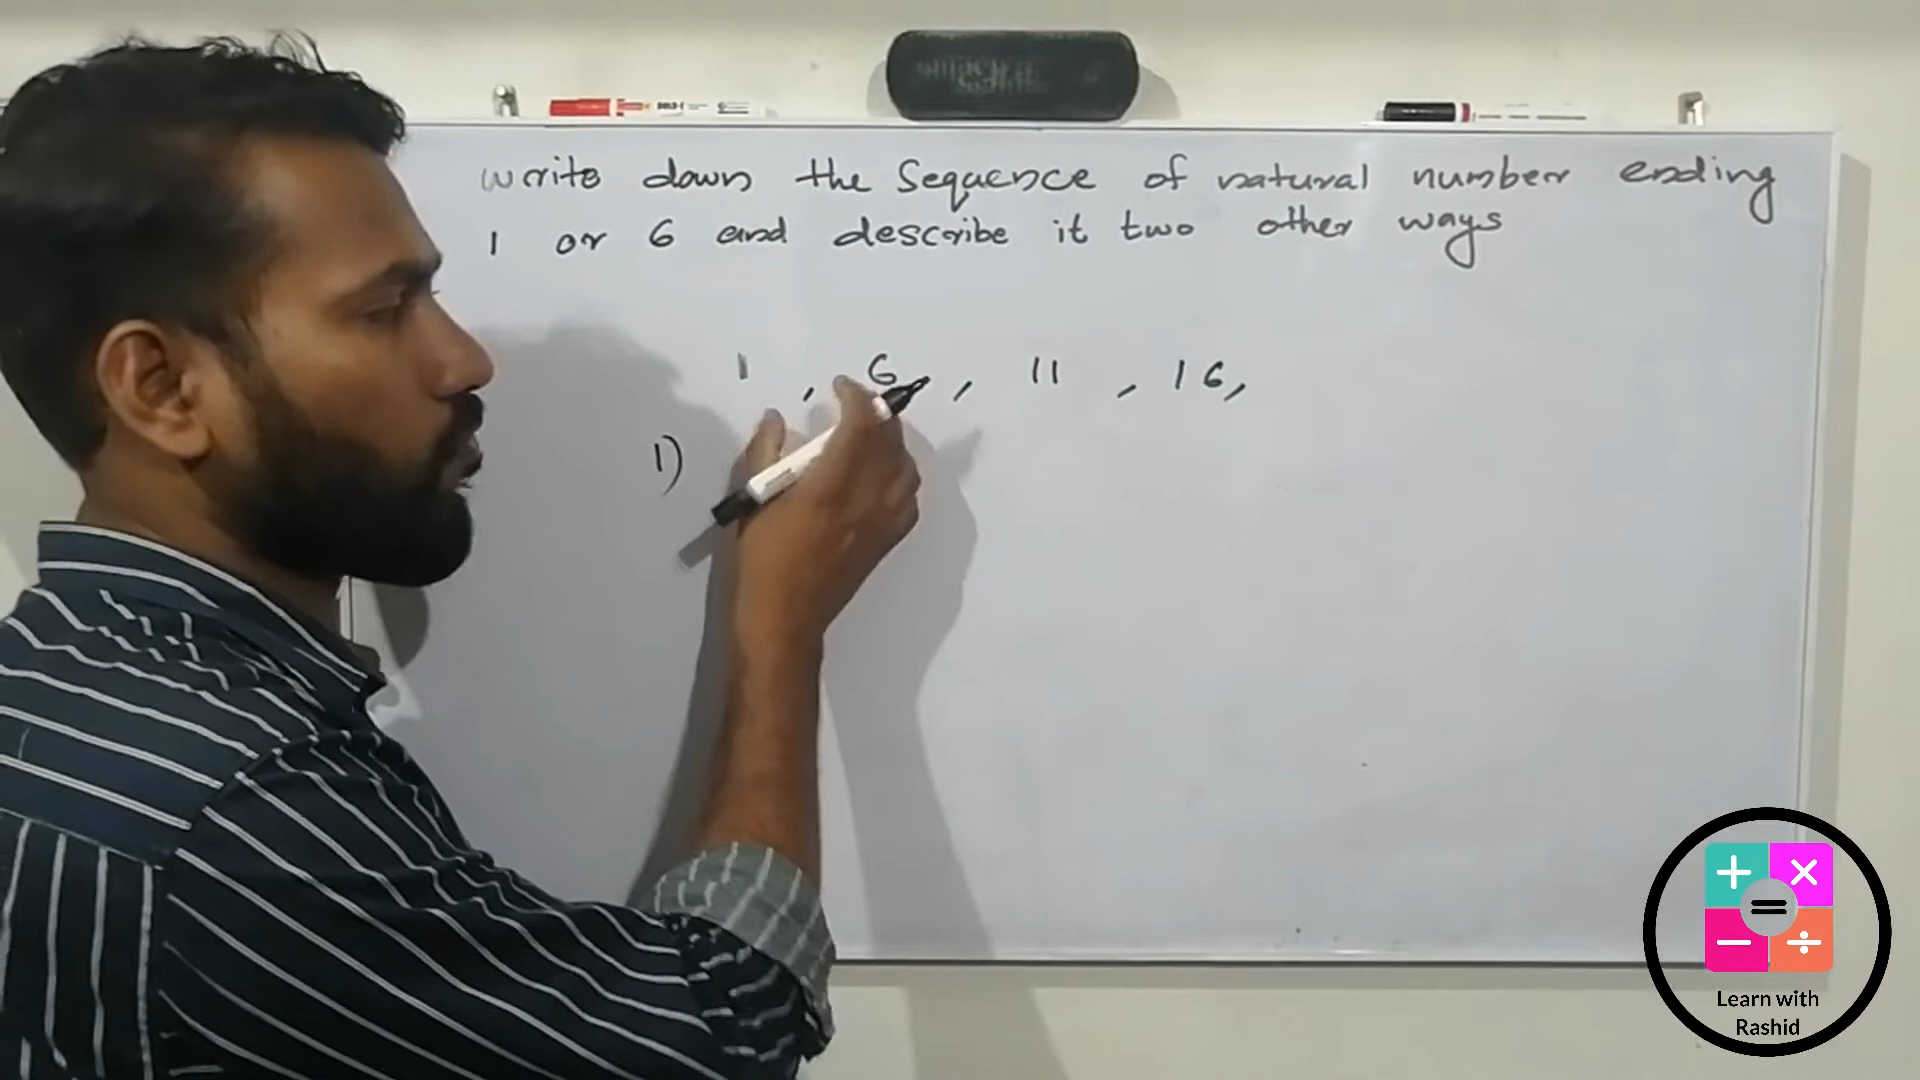 write down the Sequence of natural number ending
1 or 6 and describe it two other ways
1 , 6 , 11 , 16,
1)
+ ×
=
− ÷
Learn with
Rashid